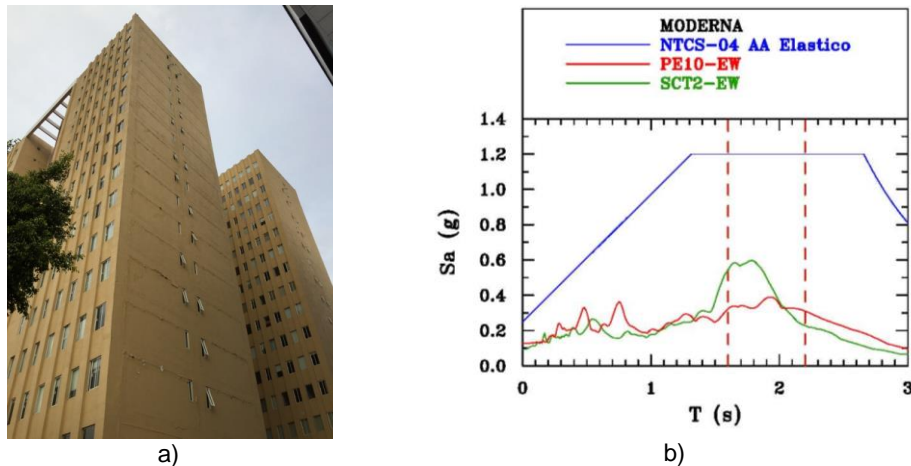 MODERNA
NTCS-04 AA Elastico
PE10-EW
SCT2-EW
1.4
1.2
1.0
0.8
0.6
0.4
0.2
0.0
Sa (g)
0 1 2 3
T (s)
a) b)